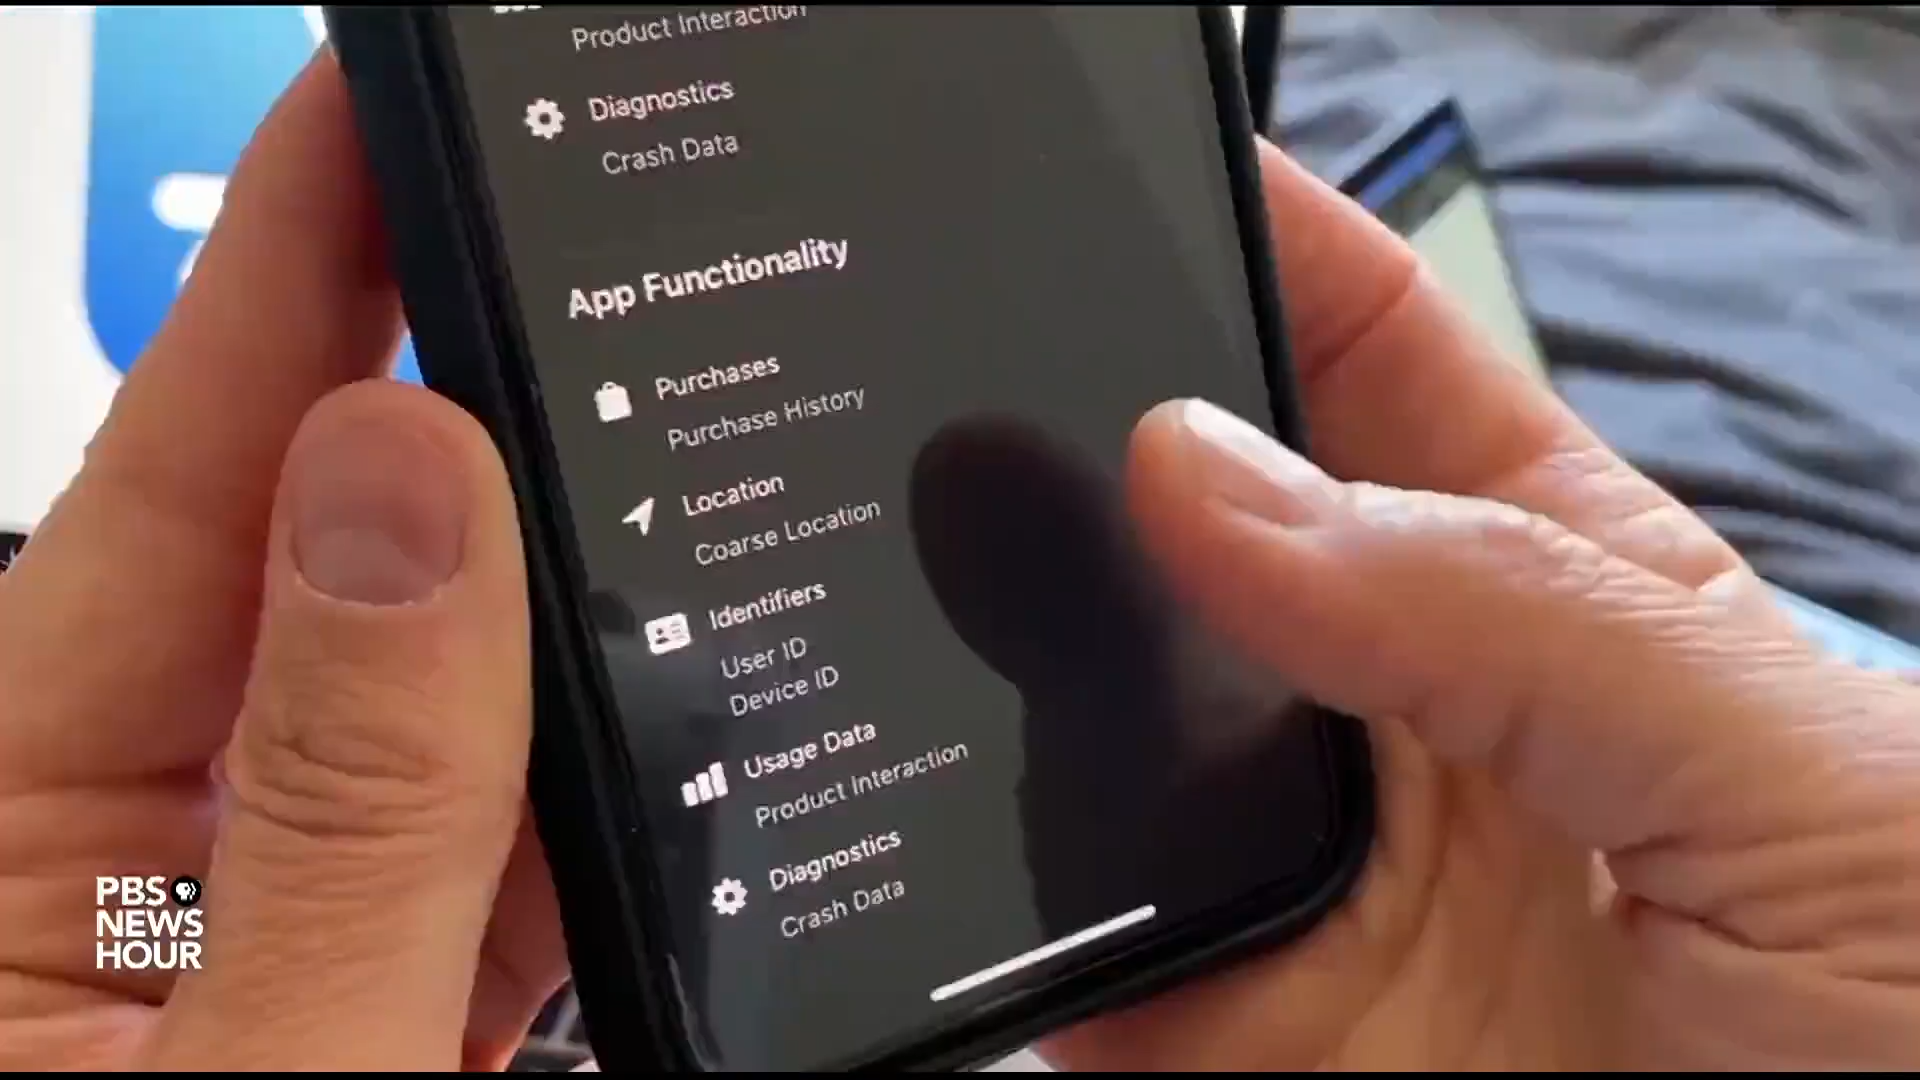 Product Interaction
Diagnostics
Crash Data
App Functionality
Purchases
Purchase History
Location
Coarse Location
Identifiers
User ID
Device ID
Usage Data
Product Interaction
Diagnostics
Crash Data
PBS
NEWS
HOUR